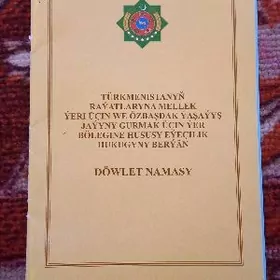 TÜRKMENISTANYŇ
RAÝATLARYNA MELLEK
ÝERI ÜÇIN WE ÖZBAŞDAK ÝAŞAÝYŞ
JAÝYNY GURMAK ÜÇIN ÝER
BÖLEGINE HUSUSY EÝEÇILIK
HUKUGYNY BERÝÄN
DÖWLET NAMASY